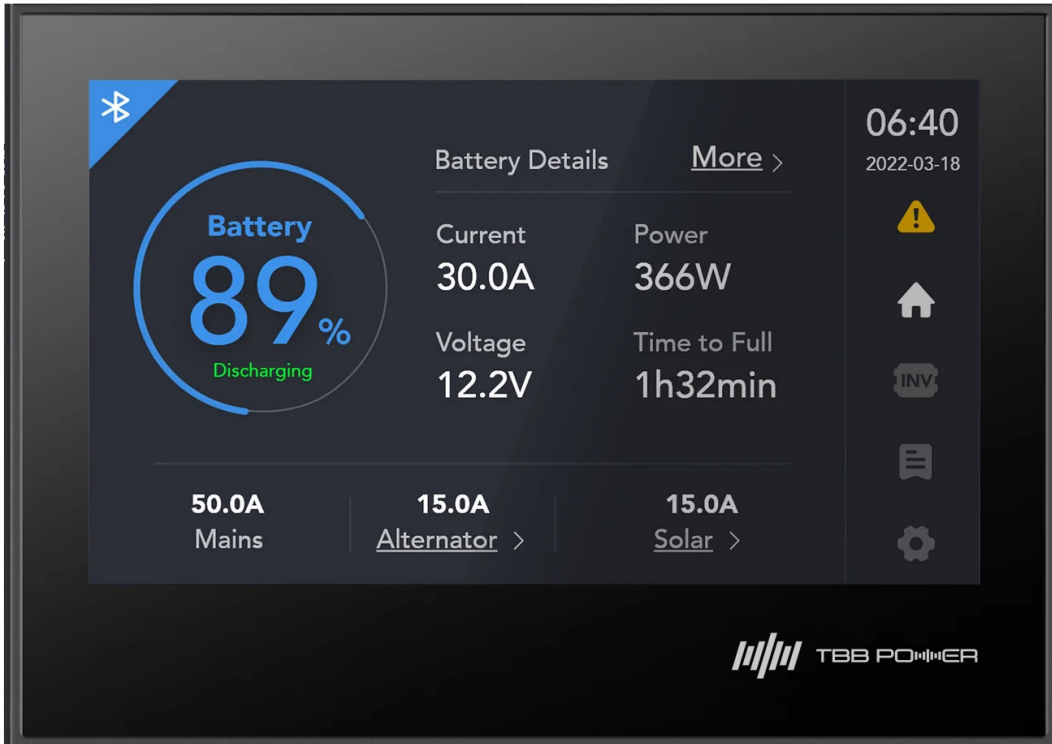 06:40
2022-03-18
Battery
89%
Discharging
Battery Details More >
Current Power
30.0A 366W
Voltage Time to Full
12.2V 1h32min
INV
50.0A 15.0A 15.0A
Mains Alternator > Solar >
TBB POWER